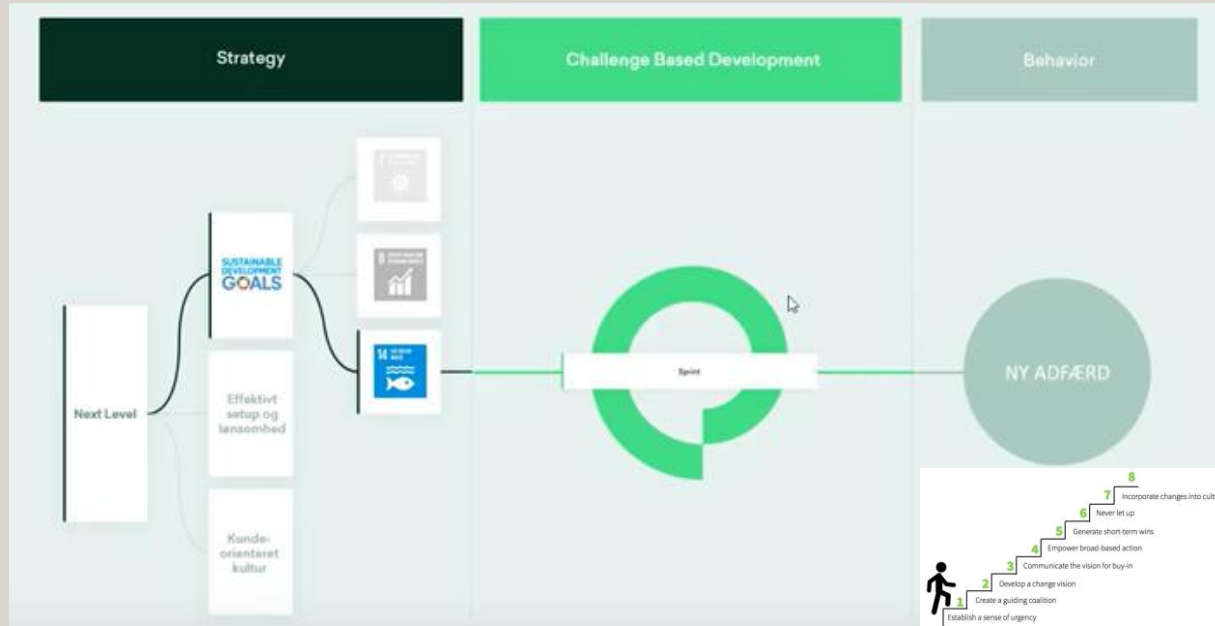 Strategy
Challenge Based Development
Behavior
SUSTAINABLE
DEVELOPMENT
GOALS
8
14
Next Level
Effektivt
setup og
lønsomhed
Kunde-
orienteret
kultur
Sprint
NY ADFÆRD
8
7
Incorporate changes into cult
6
Never let up
5
Generate short-term wins
4
Empower broad-based action
3
Communicate the vision for buy-in
2
Develop a change vision
1
Create a guiding coalition
Establish a sense of urgency